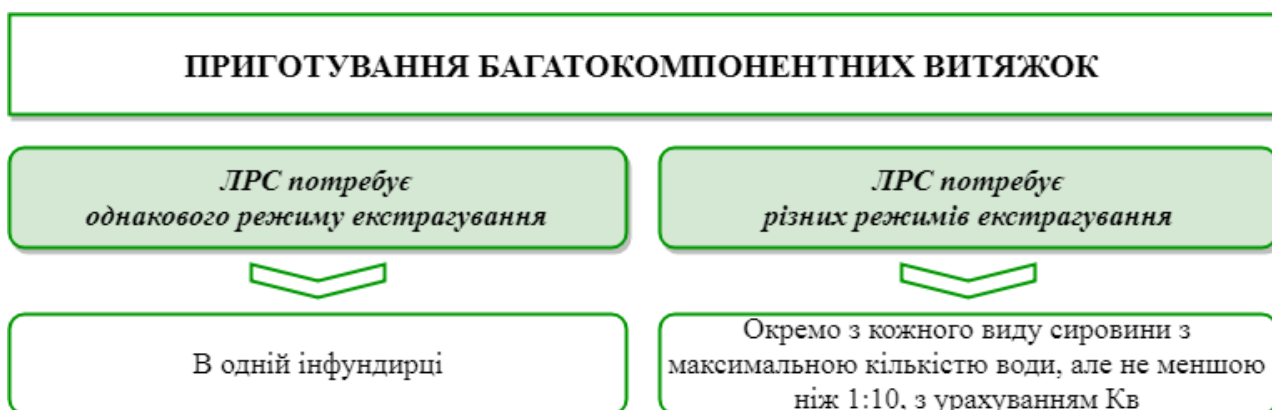 ПРИГОТУВАННЯ БАГАТОКОМПОНЕНТНИХ ВИТЯЖОК
ЛРС потребує
однакового режиму екстрагування
ЛРС потребує
різних режимів екстрагування
В одній інфундирці
Окремо з кожного виду сировини з
максимальною кількістю води, але не меншою
ніж 1:10, з урахуванням Кв